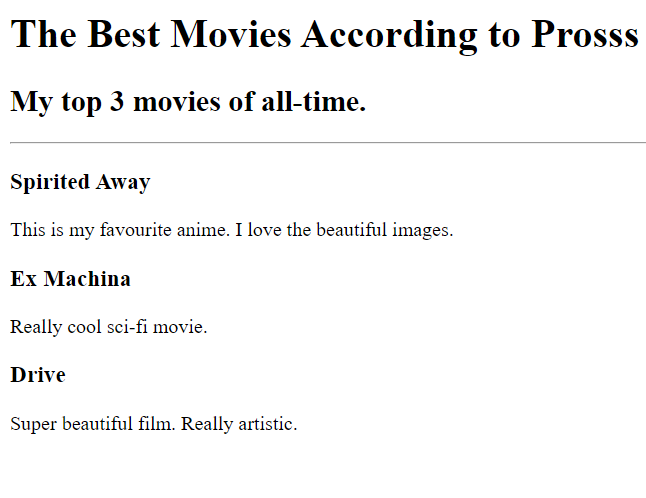 The Best Movies According to Prosss
My top 3 movies of all-time.
Spirited Away
This is my favourite anime. I love the beautiful images.
Ex Machina
Really cool sci-fi movie.
Drive
Super beautiful film. Really artistic.